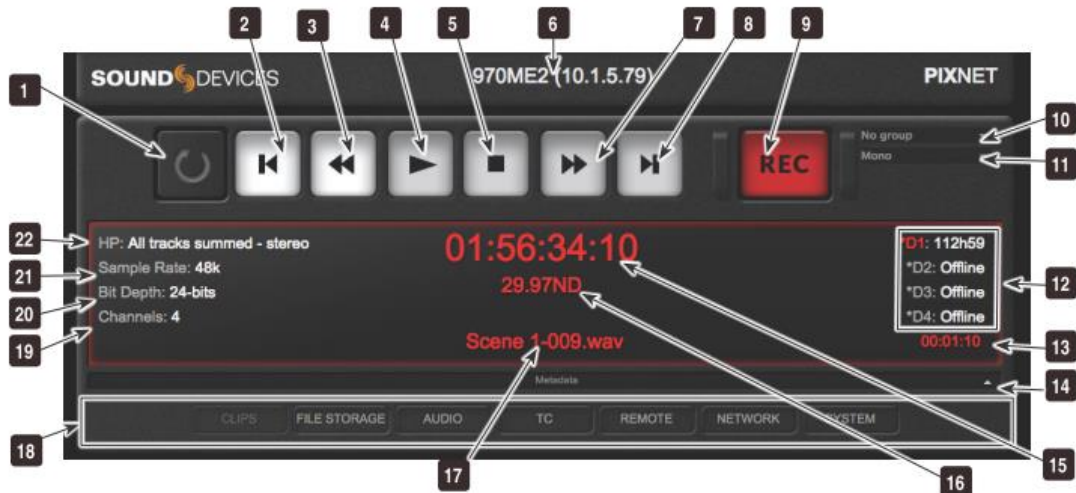 2 3 4 5 6 7 8 9
SOUND DEVICES 970ME2 (10.1.5.79) PIXNET
1
10
No group
Mono
11
REC
22 HP: All tracks summed - stereo 01:56:34:10 *D1: 112h59
21 Sample Rate: 48k 29.97ND *D2: Offline 12
20 Bit Depth: 24-bits *D3: Offline
19 Channels: 4 *D4: Offline
Scene 1-009.wav 00:01:10 13
Metadata 14
18 CLIPS FILE STORAGE AUDIO TC REMOTE NETWORK SYSTEM
17 16 15